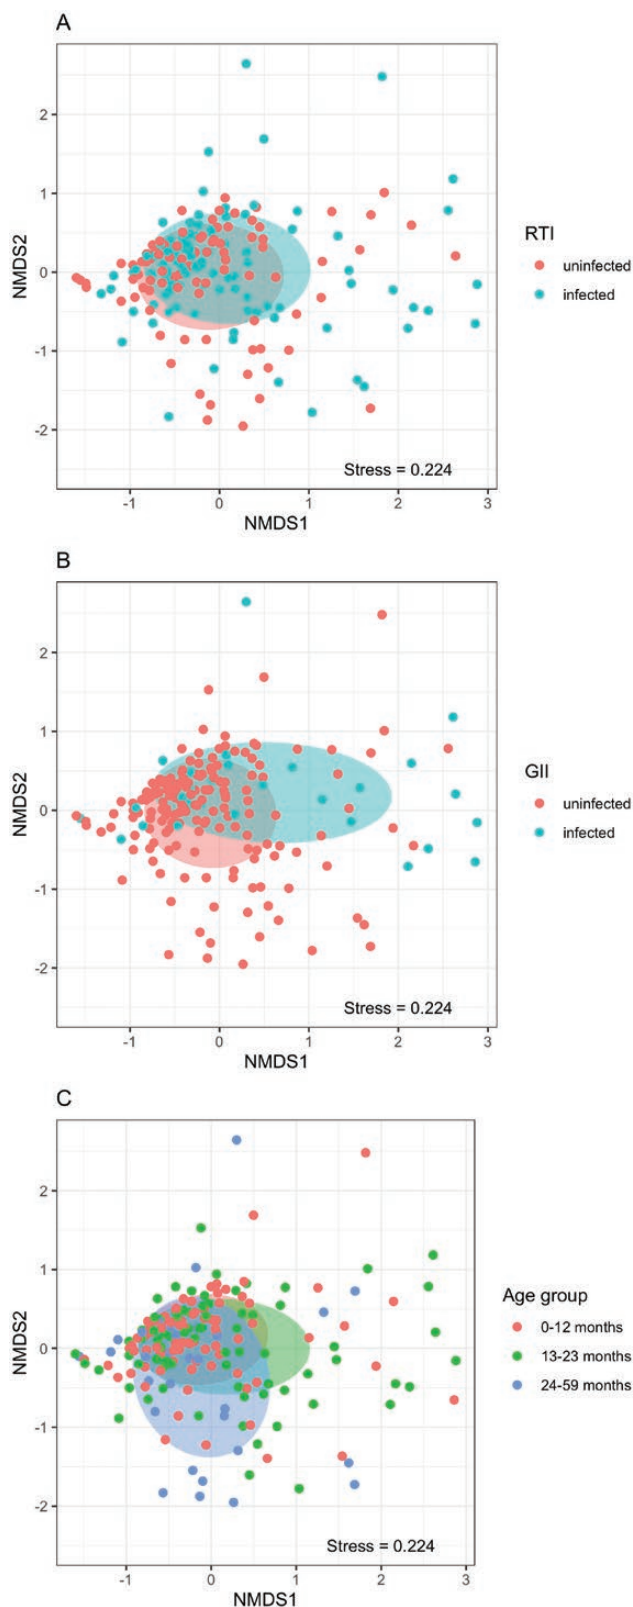 A
2
1
0
-1
-2
NMDS2
-1 0 1 2 3
NMDS1
Stress = 0.224
RTI
uninfected
infected
B
2
1
0
-1
-2
NMDS2
-1 0 1 2 3
NMDS1
Stress = 0.224
GII
uninfected
infected
C
2
1
0
-1
-2
NMDS2
-1 0 1 2 3
NMDS1
Stress = 0.224
Age group
0-12 months
13-23 months
24-59 months